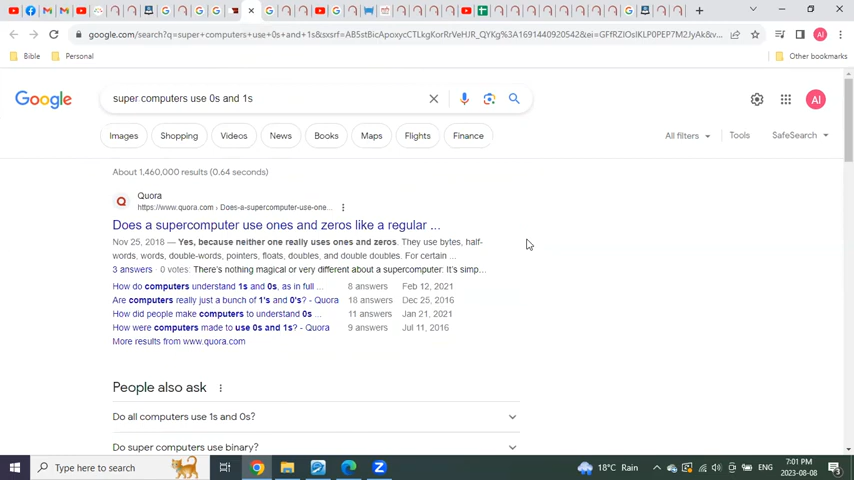 google.com/search?q=super+computers+use+0s+and+1s&sxsrf=AB5stBicApoxycCTLkgKorRrVeHJR_QYKg%3A1691440920542&ei=GFfRZIOsIKLP0PEP7M2JyAk&v...
Bible
Personal
Other bookmarks
Google
super computers use 0s and 1s
AI
Images
Shopping
Videos
News
Books
Maps
Flights
Finance
All filters
Tools
SafeSearch
About 1,460,000 results (0.64 seconds)
Quora
https://www.quora.com › Does-a-supercomputer-use-one...
Does a supercomputer use ones and zeros like a regular ...
Nov 25, 2018 — Yes, because neither one really uses ones and zeros. They use bytes, half-
words, words, double-words, pointers, floats, doubles, and double doubles. For certain ...
3 answers · 0 votes: There's nothing magical or very different about a supercomputer: It's simp...
How do computers understand 1s and 0s, as in full ... 8 answers Feb 12, 2021
Are computers really just a bunch of 1's and 0's? - Quora 18 answers Dec 25, 2016
How did people make computers to understand 0s ... 11 answers Jan 21, 2021
How were computers made to use 0s and 1s? - Quora 9 answers Jul 11, 2016
More results from www.quora.com
People also ask
Do all computers use 1s and 0s?
Do super computers use binary?
Type here to search
18°C Rain
ENG
7:01 PM
2023-08-08
3